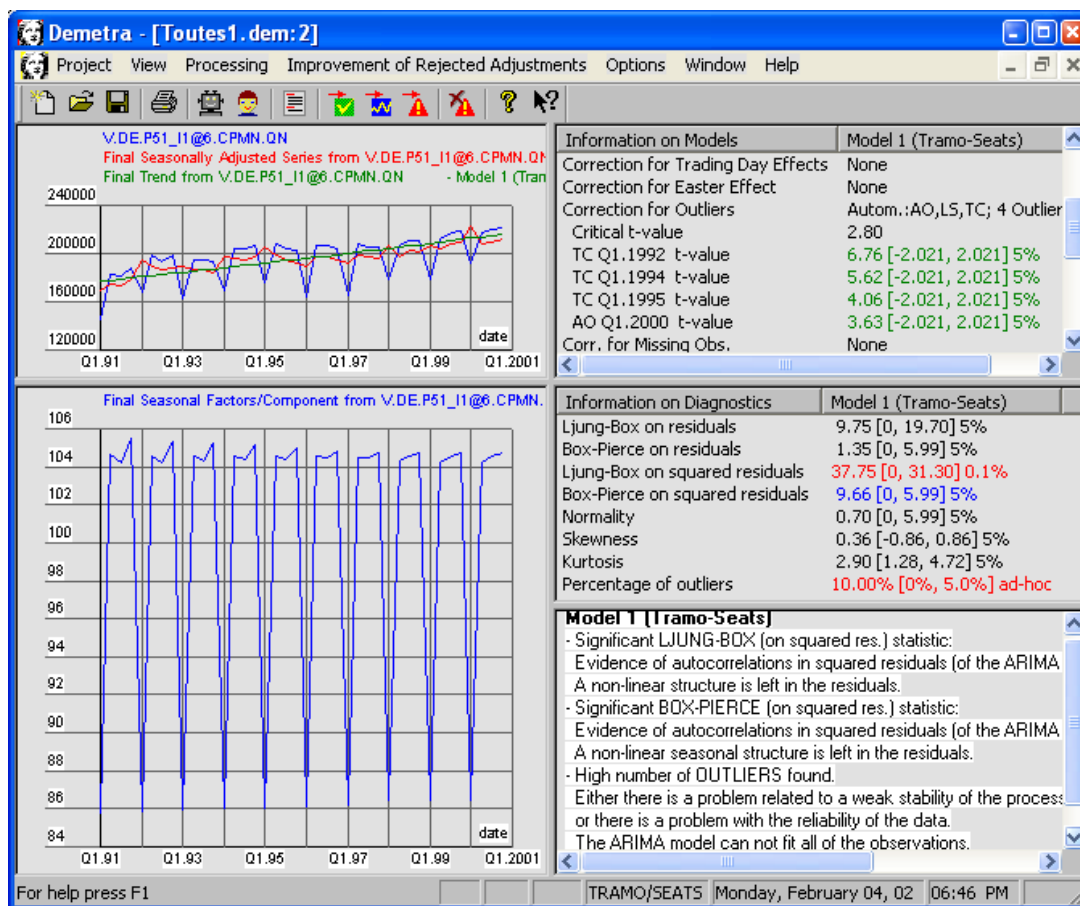 Demetra - [Toutes1.dem:2]
Project View Processing Improvement of Rejected Adjustments Options Window Help
V.DE.P51_I1@6.CPMN.QN
Final Seasonally Adjusted Series from V.DE.P51_I1@6.CPMN.QN
Final Trend from V.DE.P51_I1@6.CPMN.QN - Model 1 (Tran
240000
200000
160000
120000
date
Q1.91 Q1.93 Q1.95 Q1.97 Q1.99 Q1.2001
Information on Models Model 1 (Tramo-Seats)
Correction for Trading Day Effects None
Correction for Easter Effect None
Correction for Outliers Autom.:AO,LS,TC; 4 Outlier
Critical t-value 2.80
TC Q1.1992 t-value 6.76 [-2.021, 2.021] 5%
TC Q1.1994 t-value 5.62 [-2.021, 2.021] 5%
TC Q1.1995 t-value 4.06 [-2.021, 2.021] 5%
AO Q1.2000 t-value 3.63 [-2.021, 2.021] 5%
Corr. for Missing Obs. None
Final Seasonal Factors/Component from V.DE.P51_I1@6.CPMN.
106
104
102
100
98
96
94
92
90
88
86
84
date
Q1.91 Q1.93 Q1.95 Q1.97 Q1.99 Q1.2001
Information on Diagnostics Model 1 (Tramo-Seats)
Ljung-Box on residuals 9.75 [0, 19.70] 5%
Box-Pierce on residuals 1.35 [0, 5.99] 5%
Ljung-Box on squared residuals 37.75 [0, 31.30] 0.1%
Box-Pierce on squared residuals 9.66 [0, 5.99] 5%
Normality 0.70 [0, 5.99] 5%
Skewness 0.36 [-0.86, 0.86] 5%
Kurtosis 2.90 [1.28, 4.72] 5%
Percentage of outliers 10.00% [0%, 5.0%] ad-hoc
Model 1 (Tramo-Seats)
- Significant LJUNG-BOX (on squared res.) statistic:
Evidence of autocorrelations in squared residuals (of the ARIMA
A non-linear structure is left in the residuals.
- Significant BOX-PIERCE (on squared res.) statistic:
Evidence of autocorrelations in squared residuals (of the ARIMA
A non-linear seasonal structure is left in the residuals.
- High number of OUTLIERS found.
Either there is a problem related to a weak stability of the process
or there is a problem with the reliability of the data.
The ARIMA model can not fit all of the observations.
For help press F1 TRAMO/SEATS Monday, February 04, 02 06:46 PM